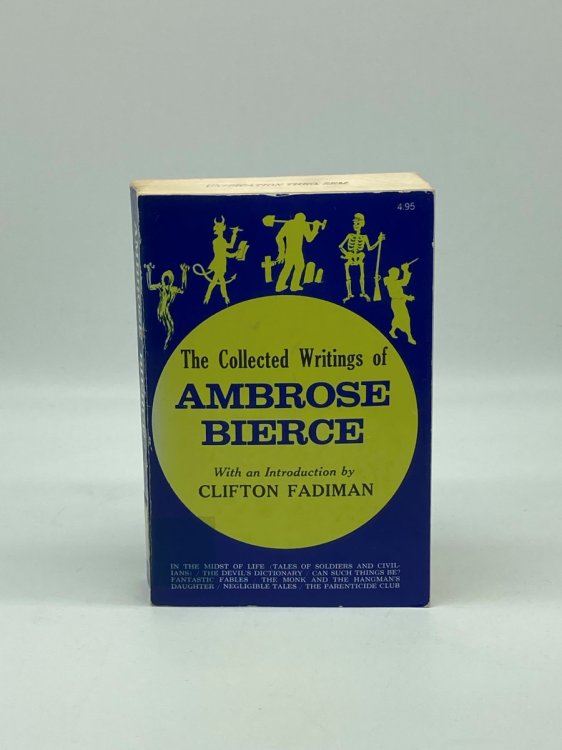 4.95
The Collected Writings of
AMBROSE
BIERCE
With an Introduction by
CLIFTON FADIMAN
IN THE MIDST OF LIFE (TALES OF SOLDIERS AND CIVIL-
IANS) / THE DEVIL'S DICTIONARY / CAN SUCH THINGS BE?
FANTASTIC FABLES / THE MONK AND THE HANGMAN'S
DAUGHTER / NEGLIGIBLE TALES / THE PARENTICIDE CLUB